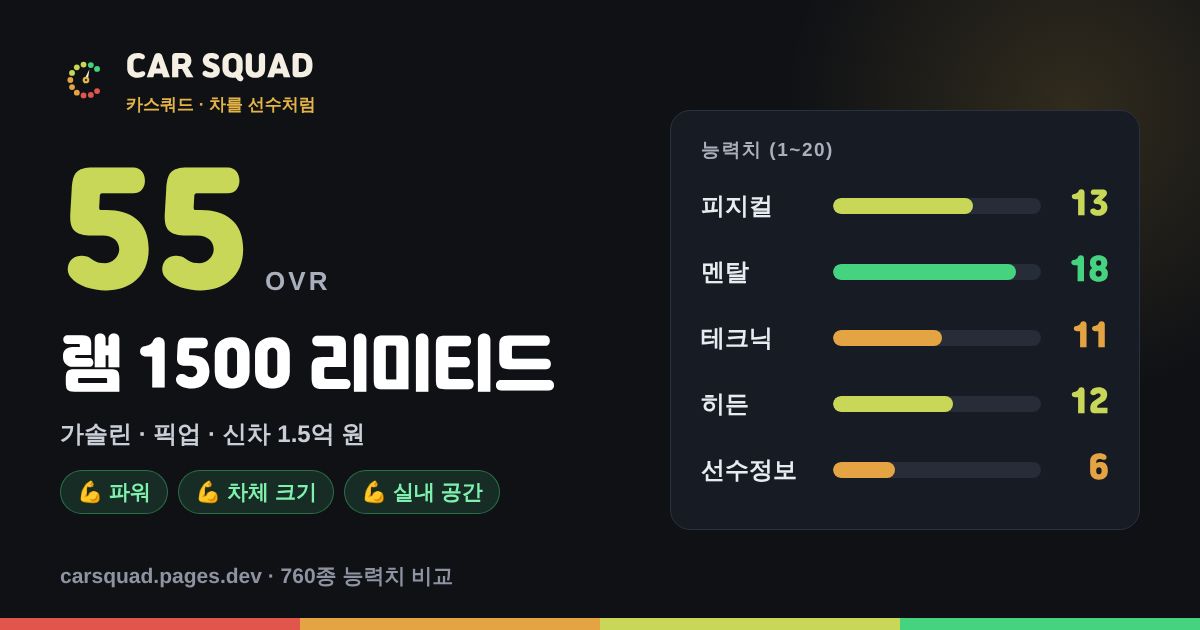 CAR SQUAD
카스쿼드 · 차를 선수처럼
55 OVR
램 1500 리미티드
가솔린 · 픽업 · 신차 1.5억 원
💪 파워 💪 차체 크기 💪 실내 공간
carsquad.pages.dev · 760종 능력치 비교
능력치 (1~20)
피지컬 13
멘탈 18
테크닉 11
히든 12
선수정보 6